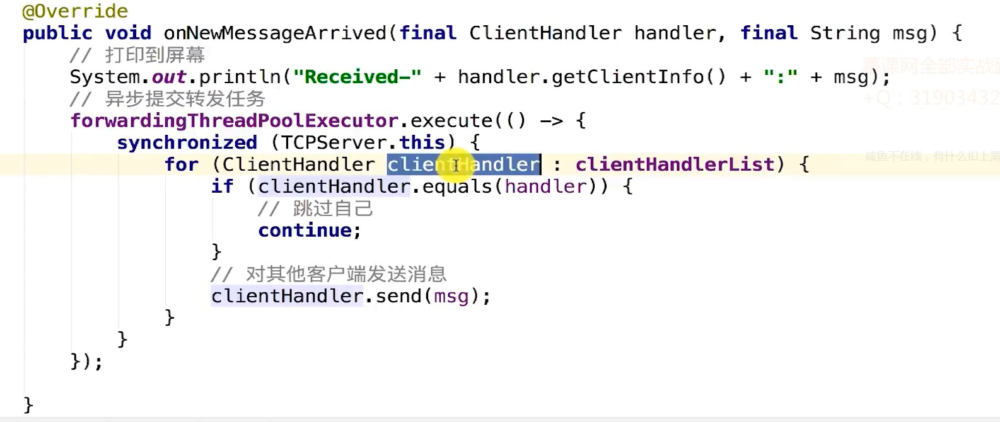 @Override
public void onNewMessageArrived(final ClientHandler handler, final String msg) {
// 打印到屏幕
System.out.println("Received-" + handler.getClientInfo() + ":" + msg);
// 异步提交转发任务
forwardingThreadPoolExecutor.execute(() -> {
synchronized (TCPServer.this) {
for (ClientHandler clientHandler : clientHandlerList) {
if (clientHandler.equals(handler)) {
// 跳过自己
continue;
}
// 对其他客户端发送消息
clientHandler.send(msg);
}
}
});
}
慕课网全部实战
+Q：31903432
咸鱼不在线，有什么扣上